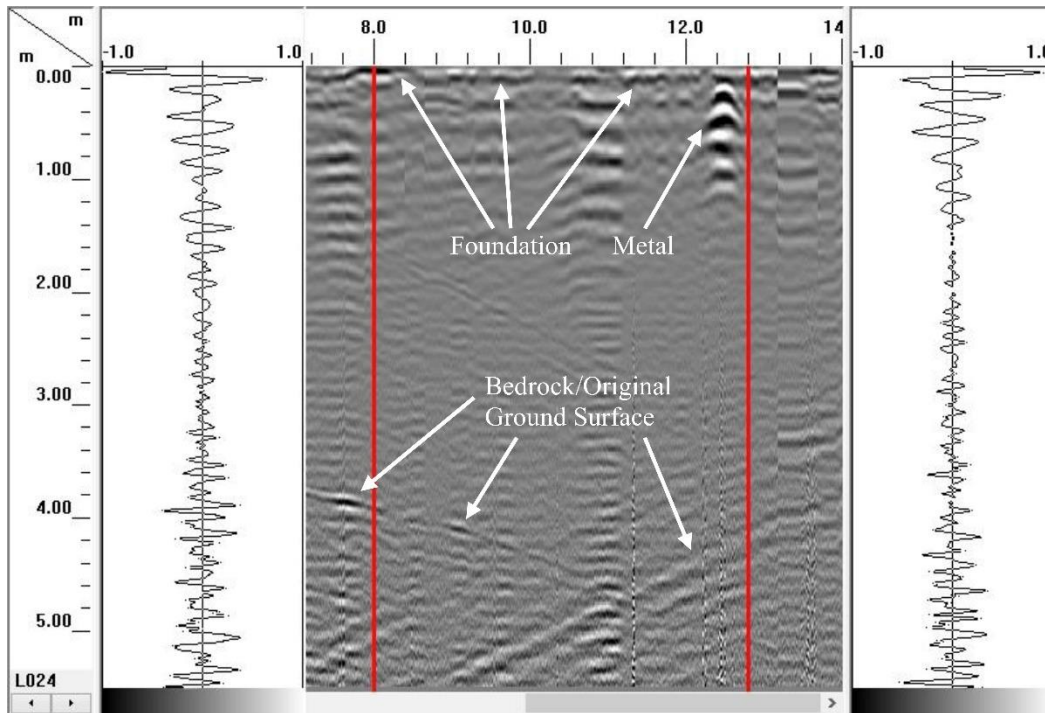 m
m
-1.0 1.0
8.0 10.0 12.0 14
-1.0 1.0
0.00
1.00
2.00
3.00
4.00
5.00
Foundation
Metal
Bedrock/Original
Ground Surface
L024